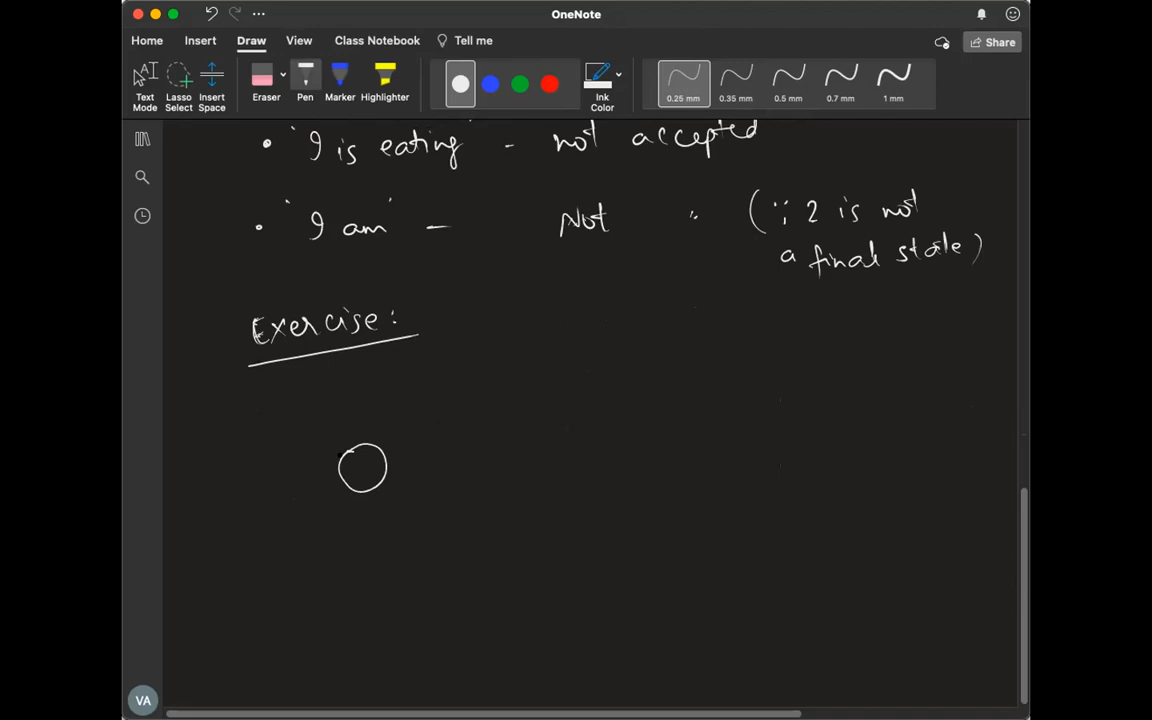 OneNote
Home Insert Draw View Class Notebook Tell me
Share
Text Mode
Lasso Select
Insert Space
Eraser
Pen
Marker
Highlighter
Ink Color
0.25 mm 0.35 mm 0.5 mm 0.7 mm 1 mm
• 'I is eating' - not accepted
• 'I am' - Not " (∵ 2 is not
a final state)
Exercise:
VA